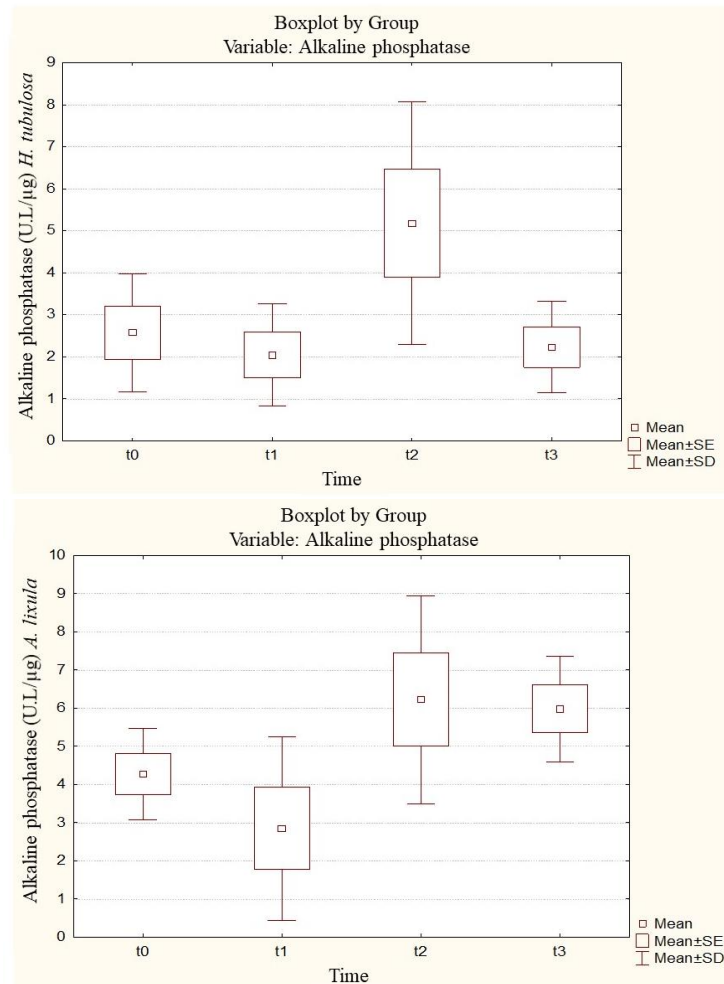 Boxplot by Group
Variable: Alkaline phosphatase
Alkaline phosphatase (U.L/µg) H. tubulosa
9
8
7
6
5
4
3
2
1
0
t0 t1 t2 t3
Time
Mean
Mean±SE
Mean±SD
Boxplot by Group
Variable: Alkaline phosphatase
Alkaline phosphatase (U.L/µg) A. lixula
10
9
8
7
6
5
4
3
2
1
0
t0 t1 t2 t3
Time
Mean
Mean±SE
Mean±SD